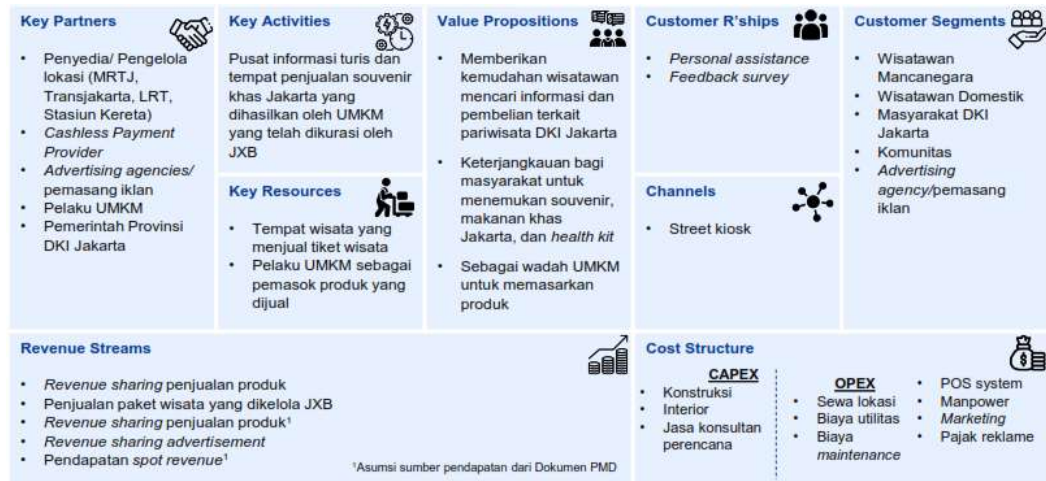 Key Partners
• Penyedia/ Pengelola
lokasi (MRTJ,
Transjakarta, LRT,
Stasiun Kereta)
• Cashless Payment
Provider
• Advertising agencies/
pemasang iklan
• Pelaku UMKM
• Pemerintah Provinsi
DKI Jakarta
Key Activities
Pusat informasi turis dan
tempat penjualan souvenir
khas Jakarta yang
dihasilkan oleh UMKM
yang telah dikurasi oleh
JXB
Key Resources
• Tempat wisata yang
menjual tiket wisata
• Pelaku UMKM sebagai
pemasok produk yang
dijual
Value Propositions
• Memberikan
kemudahan wisatawan
mencari informasi dan
pembelian terkait
pariwisata DKI Jakarta
• Keterjangkauan bagi
masyarakat untuk
menemukan souvenir,
makanan khas
Jakarta, dan health kit
• Sebagai wadah UMKM
untuk memasarkan
produk
Customer R'ships
• Personal assistance
• Feedback survey
Channels
• Street kiosk
Customer Segments
• Wisatawan
Mancanegara
• Wisatawan Domestik
• Masyarakat DKI
Jakarta
• Komunitas
• Advertising
agency/pemasang
iklan
Revenue Streams
• Revenue sharing penjualan produk
• Penjualan paket wisata yang dikelola JXB
• Revenue sharing penjualan produk¹
• Revenue sharing advertisement
• Pendapatan spot revenue¹
¹Asumsi sumber pendapatan dari Dokumen PMD
Cost Structure
CAPEX
• Konstruksi
• Interior
• Jasa konsultan
perencana
OPEX
• Sewa lokasi
• Biaya utilitas
• Biaya
maintenance
• POS system
• Manpower
• Marketing
• Pajak reklame